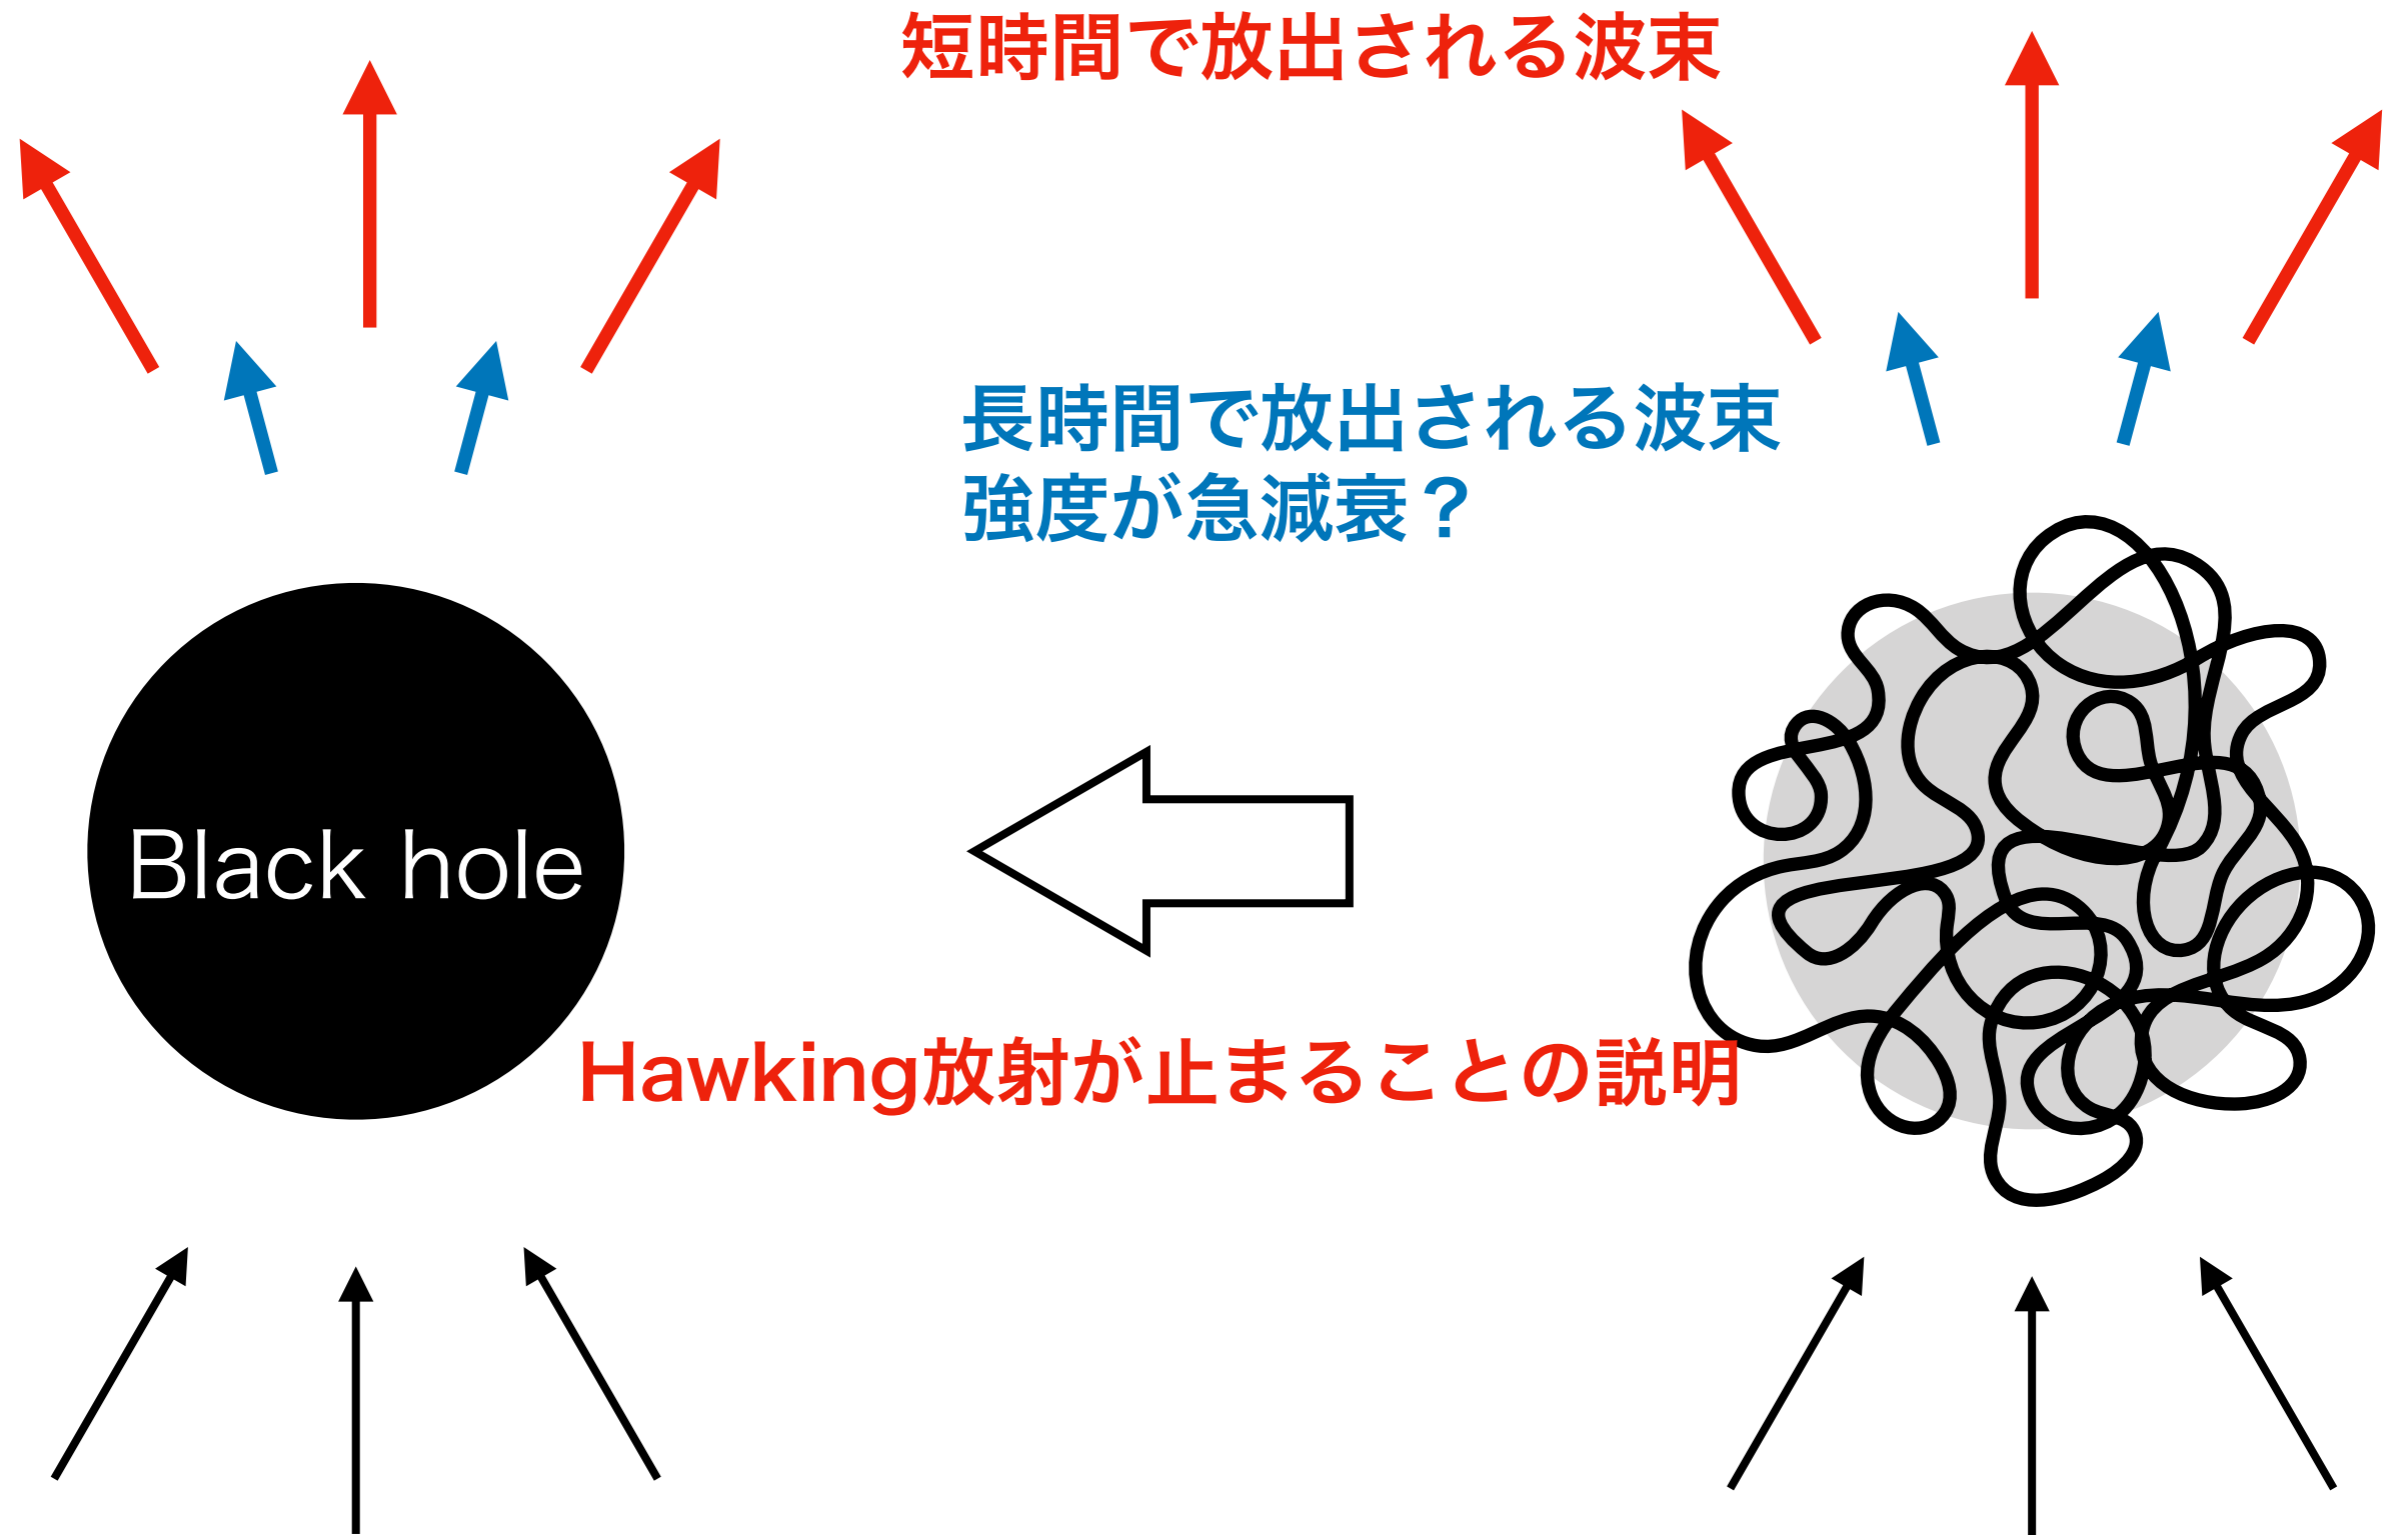 短時間で放出される波束
長時間で放出される波束
強度が急減衰？
Black hole
Hawking放射が止まることの説明